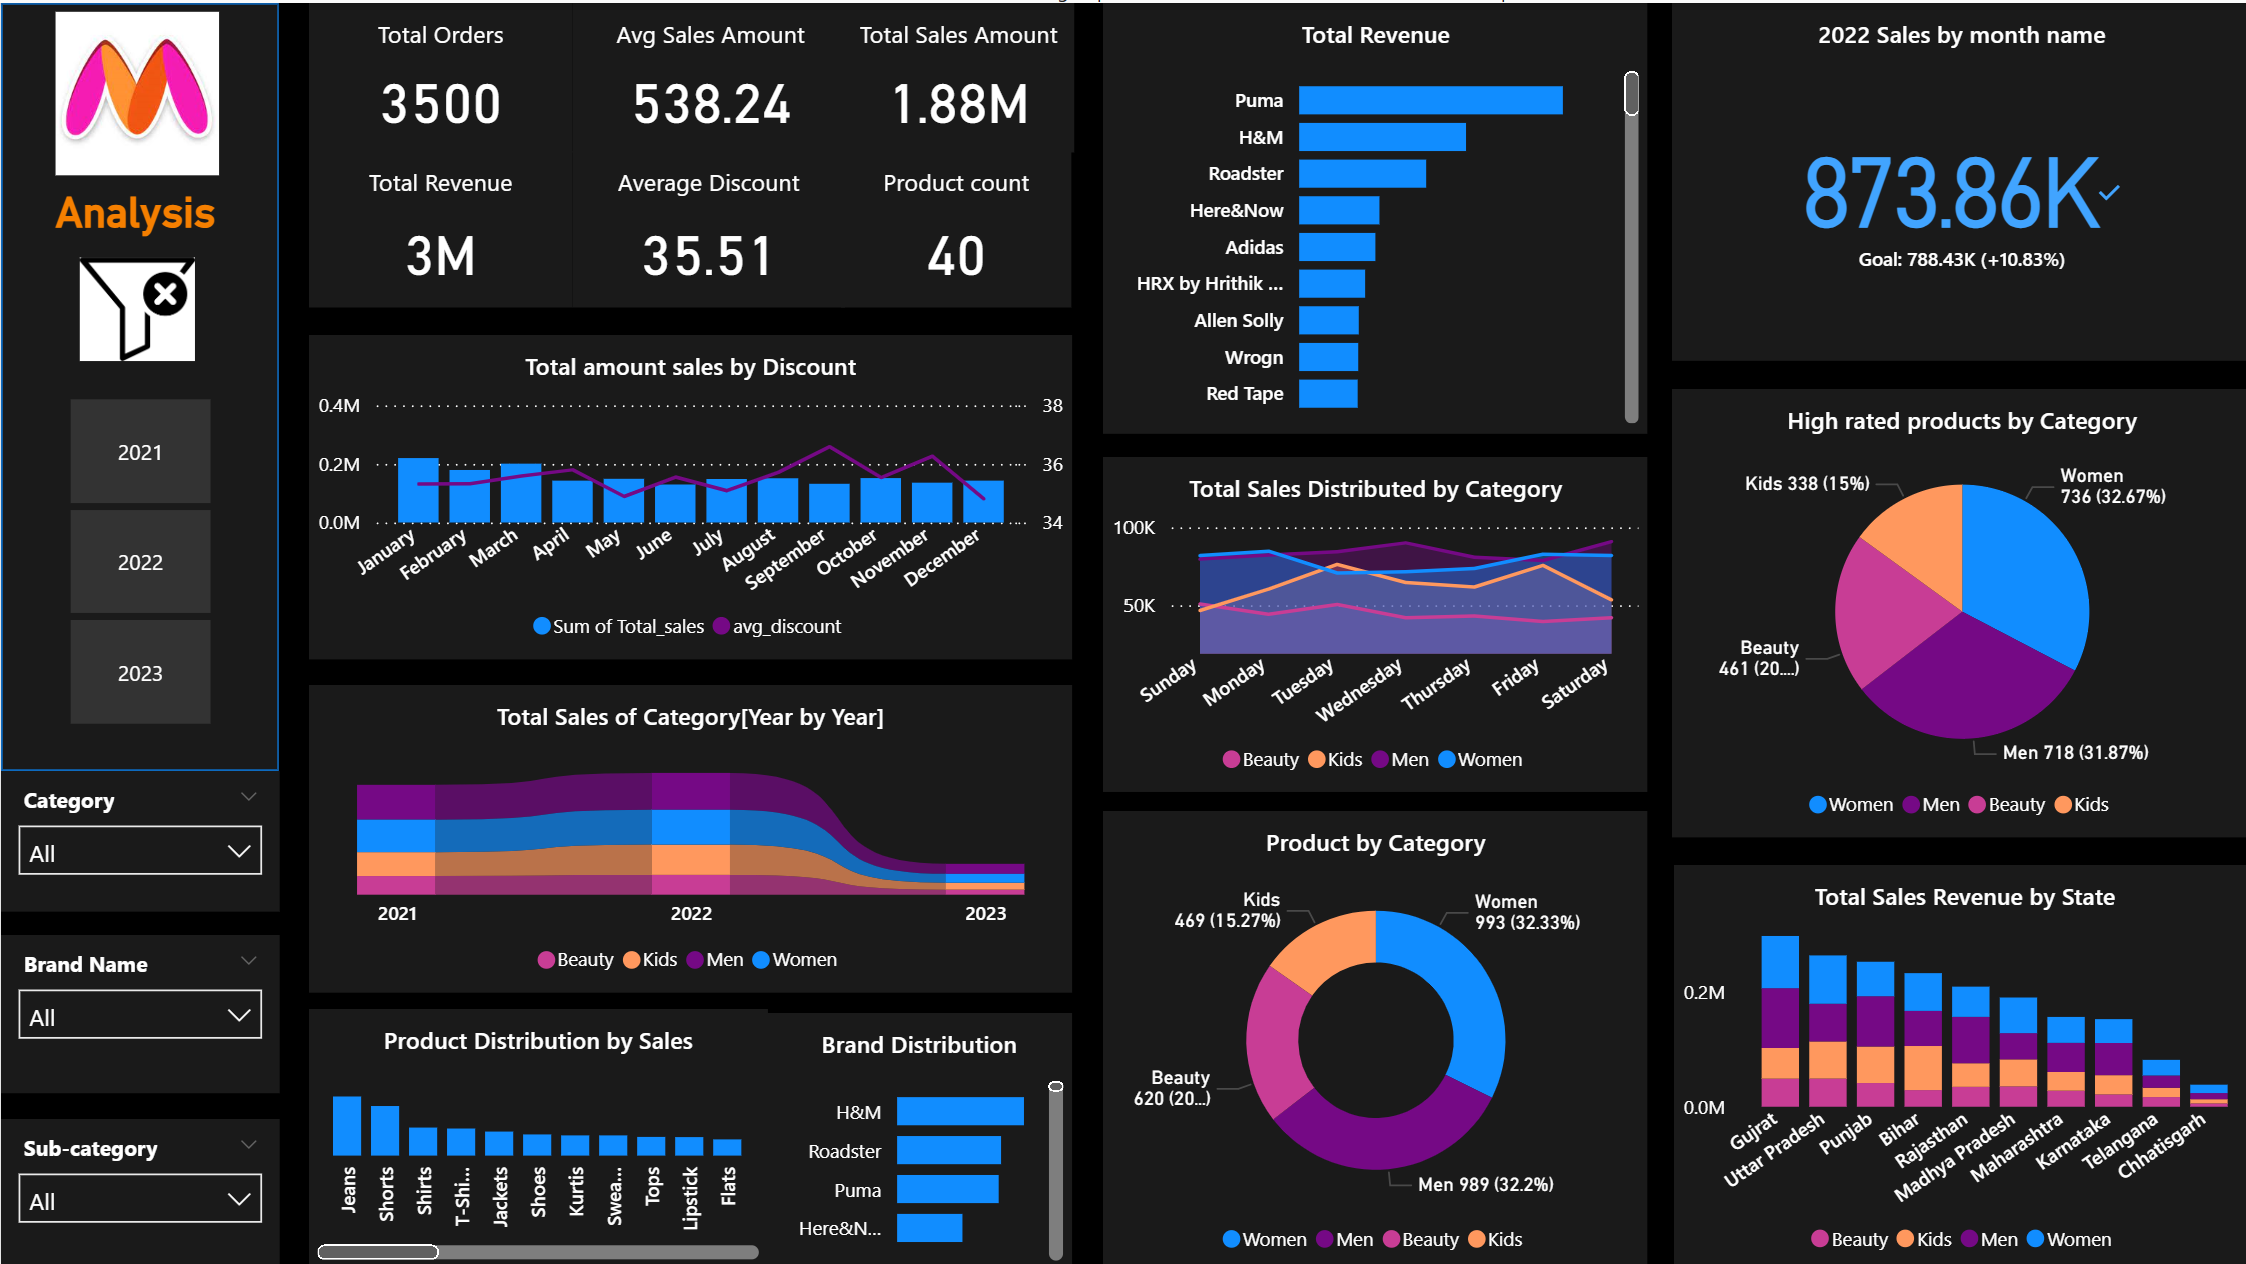 Analysis
2021
2022
2023
Category
All
Brand Name
All
Sub-category
All
Total Orders
3500
Avg Sales Amount
538.24
Total Sales Amount
1.88M
Total Revenue
3M
Average Discount
35.51
Product count
40
Total amount sales by Discount
0.4M
0.2M
0.0M
38
36
34
January
February
March
April
May
June
July
August
September
October
November
December
Sum of Total_sales
avg_discount
Total Sales of Category[Year by Year]
2021
2022
2023
Beauty
Kids
Men
Women
Product Distribution by Sales
Jeans
Shorts
Shirts
T-Shi...
Jackets
Shoes
Kurtis
Swea...
Tops
Lipstick
Flats
Brand Distribution
H&M
Roadster
Puma
Here&N...
Total Revenue
Puma
H&M
Roadster
Here&Now
Adidas
HRX by Hrithik ...
Allen Solly
Wrogn
Red Tape
Total Sales Distributed by Category
100K
50K
Sunday
Monday
Tuesday
Wednesday
Thursday
Friday
Saturday
Beauty
Kids
Men
Women
Product by Category
Kids
469 (15.27%)
Women
993 (32.33%)
Beauty
620 (20...)
Men 989 (32.2%)
Women
Men
Beauty
Kids
2022 Sales by month name
873.86K
Goal: 788.43K (+10.83%)
High rated products by Category
Kids 338 (15%)
Women
736 (32.67%)
Beauty
461 (20....)
Men 718 (31.87%)
Women
Men
Beauty
Kids
Total Sales Revenue by State
0.2M
0.0M
Gujrat
Uttar Pradesh
Punjab
Bihar
Rajasthan
Madhya Pradesh
Maharashtra
Karnataka
Telangana
Chhatisgarh
Beauty
Kids
Men
Women